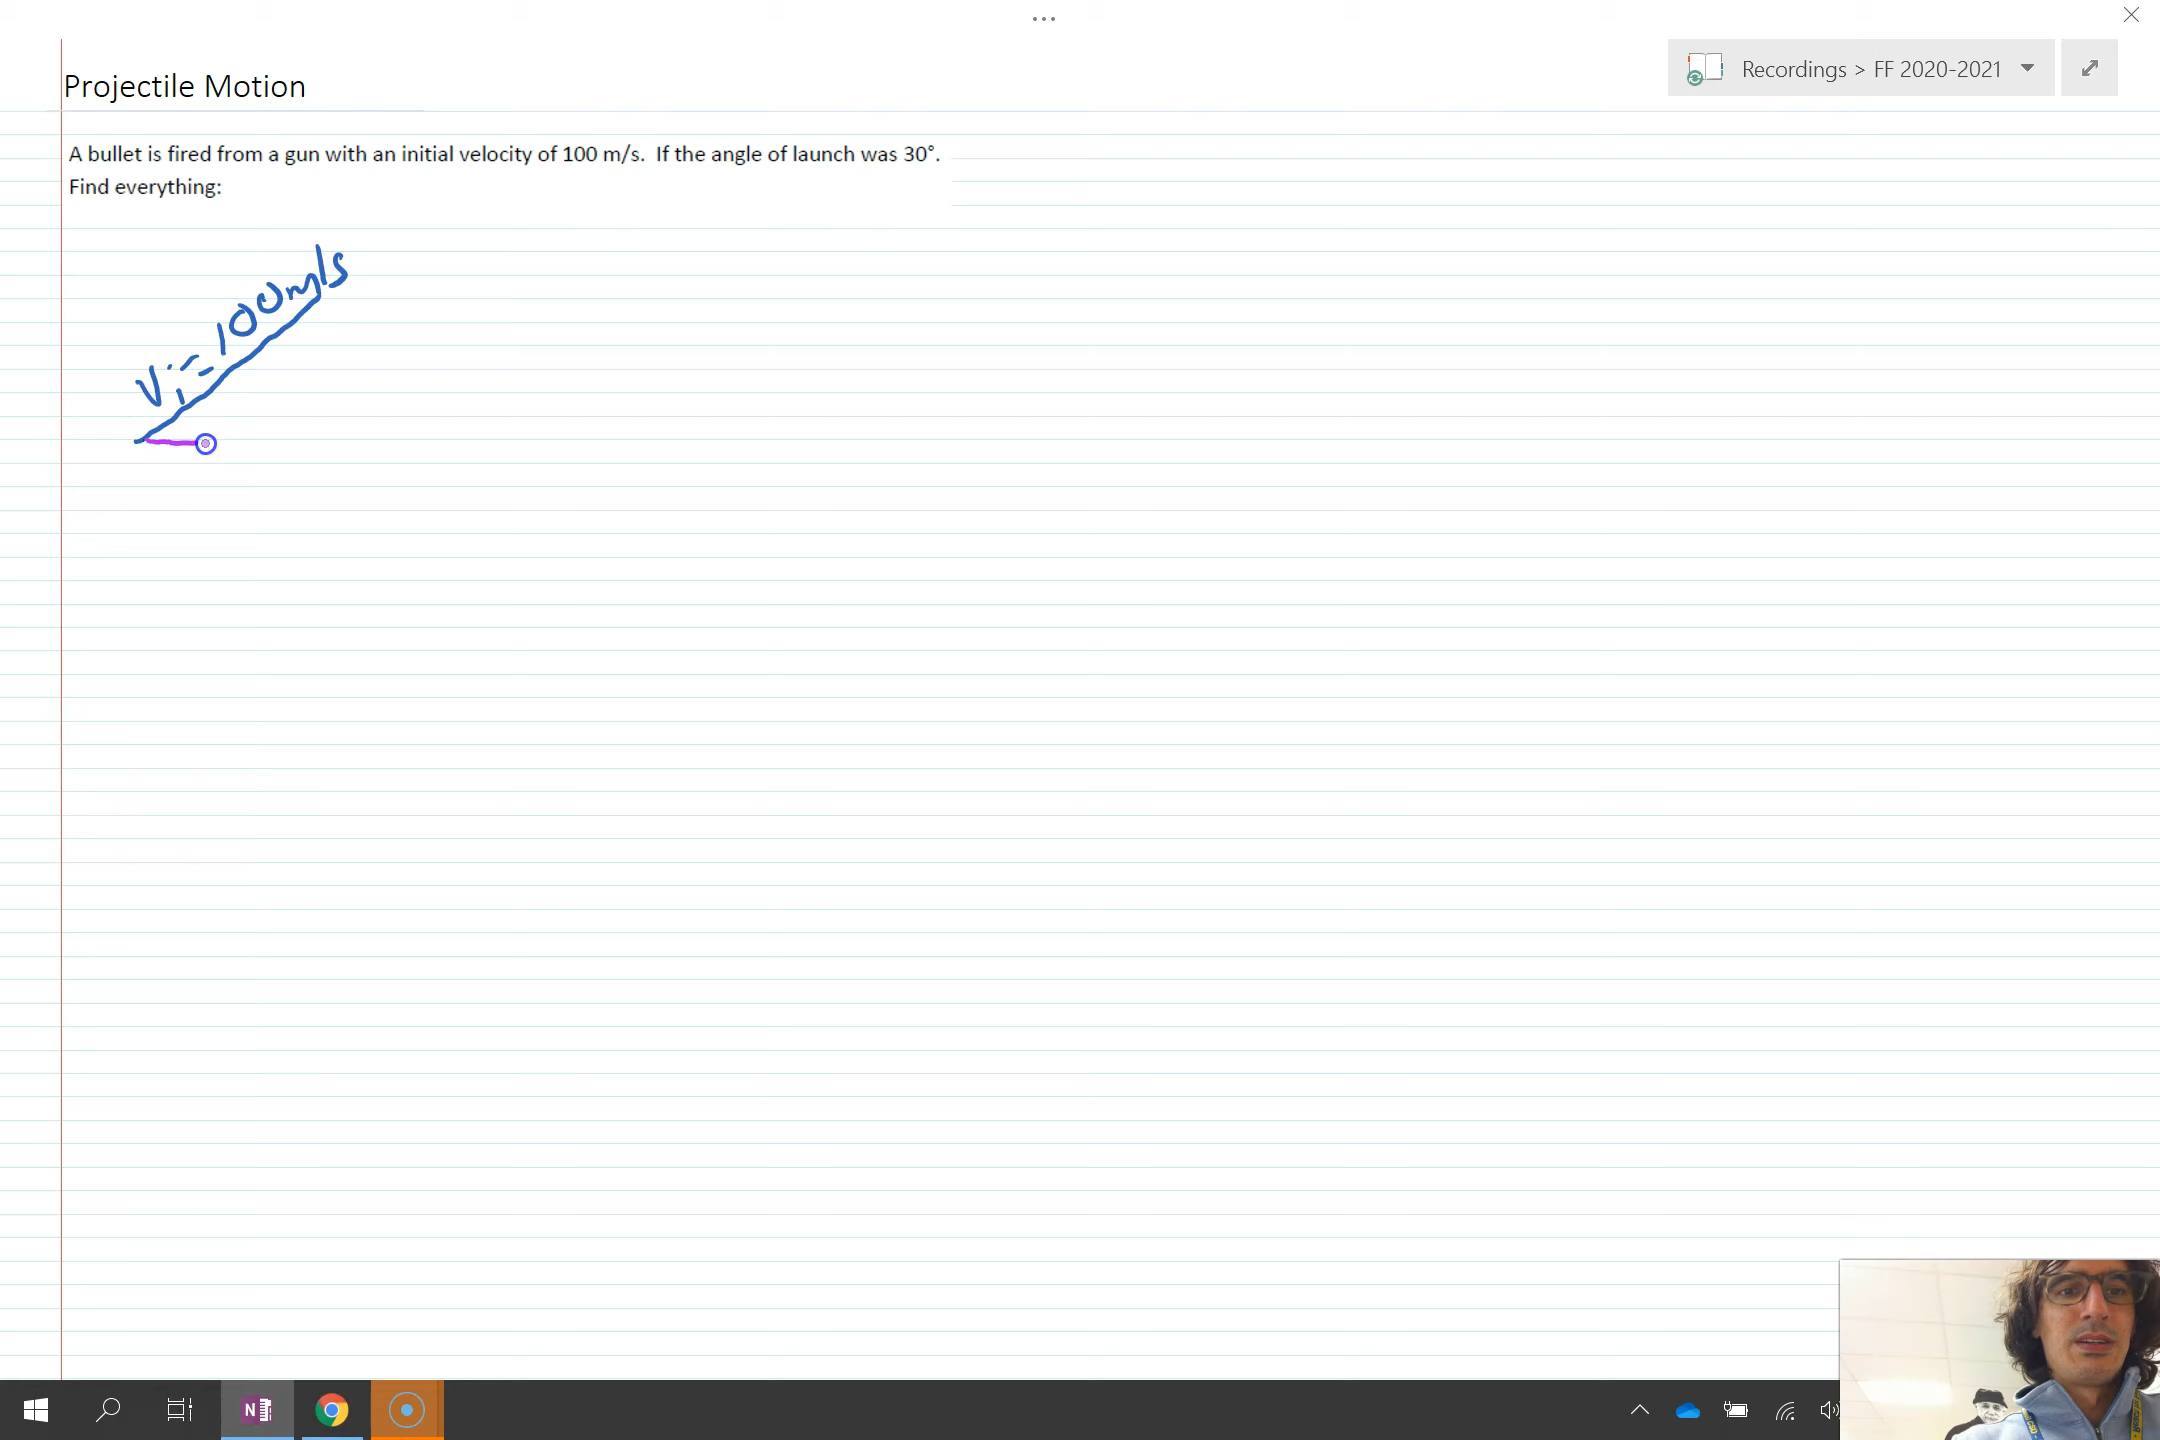 Projectile Motion
Recordings > FF 2020-2021
A bullet is fired from a gun with an initial velocity of 100 m/s. If the angle of launch was 30°.
Find everything:
Vi = 100 m/s